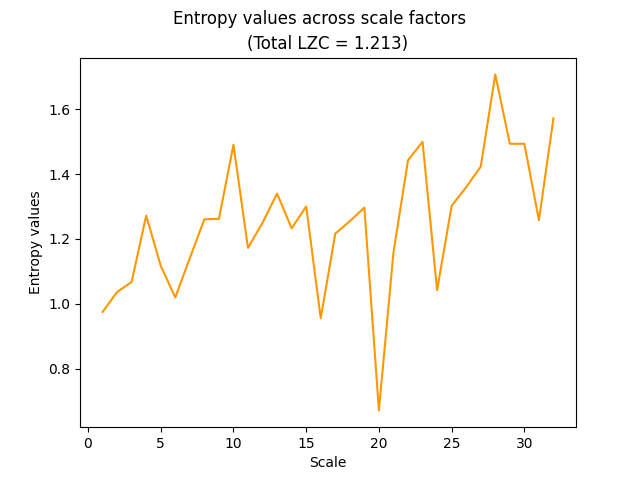 Entropy values across scale factors
(Total LZC = 1.213)
1.6
1.4
1.2
1.0
0.8
Entropy values
0 5 10 15 20 25 30
Scale